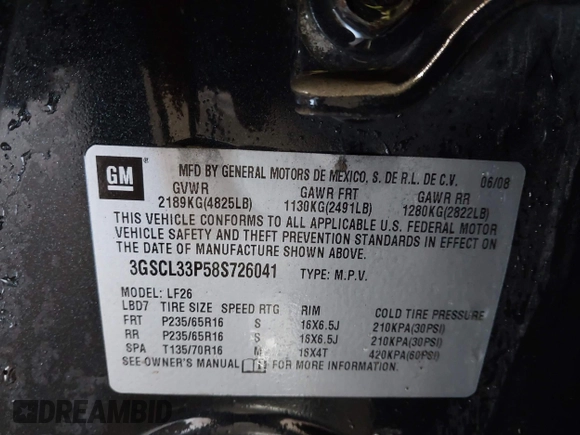 GM
MFD BY GENERAL MOTORS DE MEXICO, S. DE R.L. DE C.V. 06/08
GVWR GAWR FRT GAWR RR
2189KG(4825LB) 1130KG(2491LB) 1280KG(2822LB)
THIS VEHICLE CONFORMS TO ALL APPLICABLE U.S. FEDERAL MOTOR
VEHICLE SAFETY AND THEFT PREVENTION STANDARDS IN EFFECT ON
THE DATE OF MANUFACTURE SHOWN ABOVE.
3GSCL33P58S726041 TYPE: M.P.V.
MODEL: LF26
LBD7 TIRE SIZE SPEED RTG RIM COLD TIRE PRESSURE
FRT P235/65R16 S 16X6.5J 210KPA(30PSI)
RR P235/65R16 S 16X6.5J 210KPA(30PSI)
SPA T135/70R16 M 16X4T 420KPA(60PSI)
SEE OWNER'S MANUAL FOR MORE INFORMATION.
DREAMBID